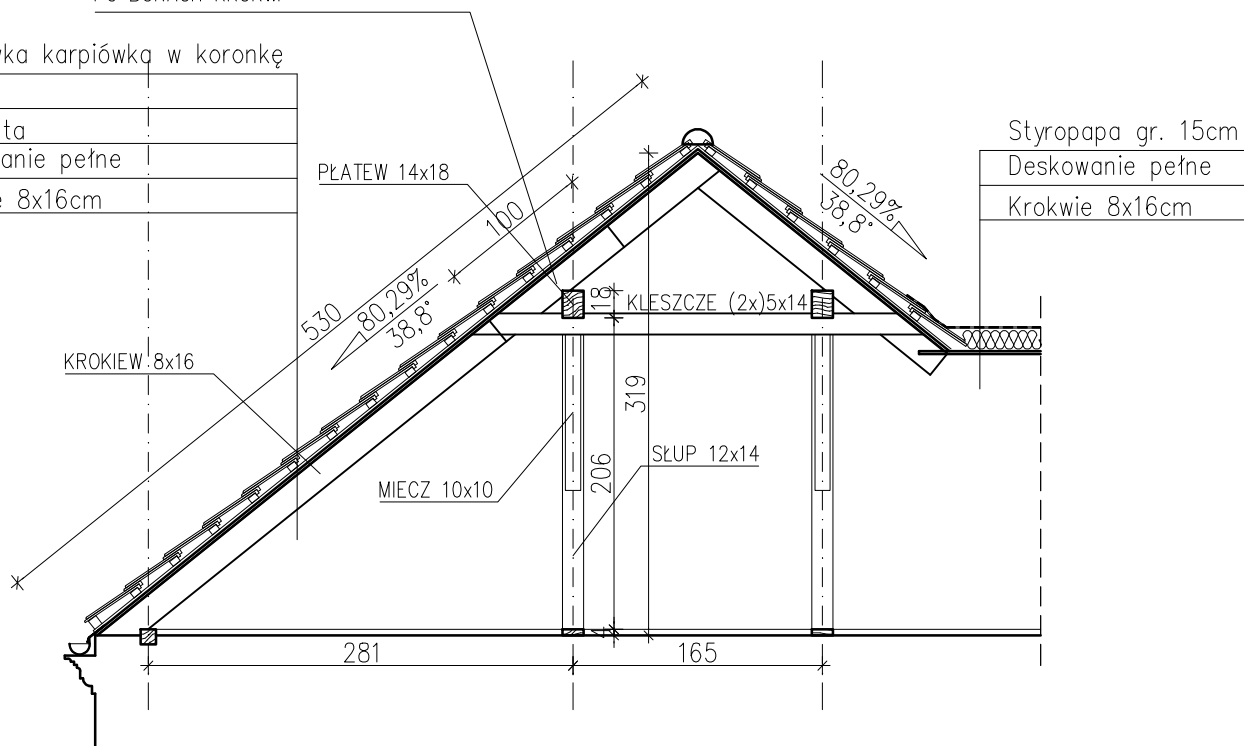 ka karpiówka w koronkę
ta
anie pełne
8x16cm
Styropapa gr. 15cm
Deskowanie pełne
Krokwie 8x16cm
PŁATEW 14x18
100
80,29%
38,8°
530
80,29%
38,8°
18
KLESZCZE (2x)5x14
KROKIEW 8x16
319
206
SŁUP 12x14
MIECZ 10x10
4
281
165